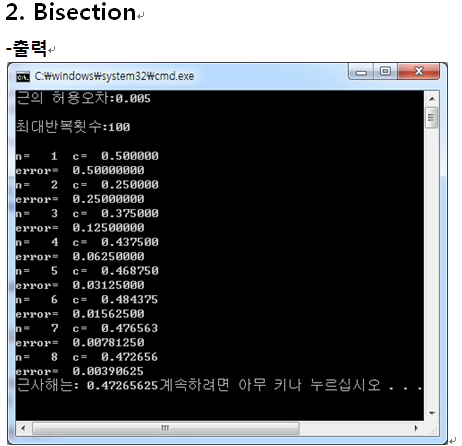 2. Bisection
-출력
C:₩windows₩system32₩cmd.exe
근의 허용오차:0.005
최대반복횟수:100
n=   1  c=  0.500000
error=  0.50000000
n=   2  c=  0.250000
error=  0.25000000
n=   3  c=  0.375000
error=  0.12500000
n=   4  c=  0.437500
error=  0.06250000
n=   5  c=  0.468750
error=  0.03125000
n=   6  c=  0.484375
error=  0.01562500
n=   7  c=  0.476563
error=  0.00781250
n=   8  c=  0.472656
error=  0.00390625
근사해는: 0.47265625계속하려면 아무 키나 누르십시오 . . .